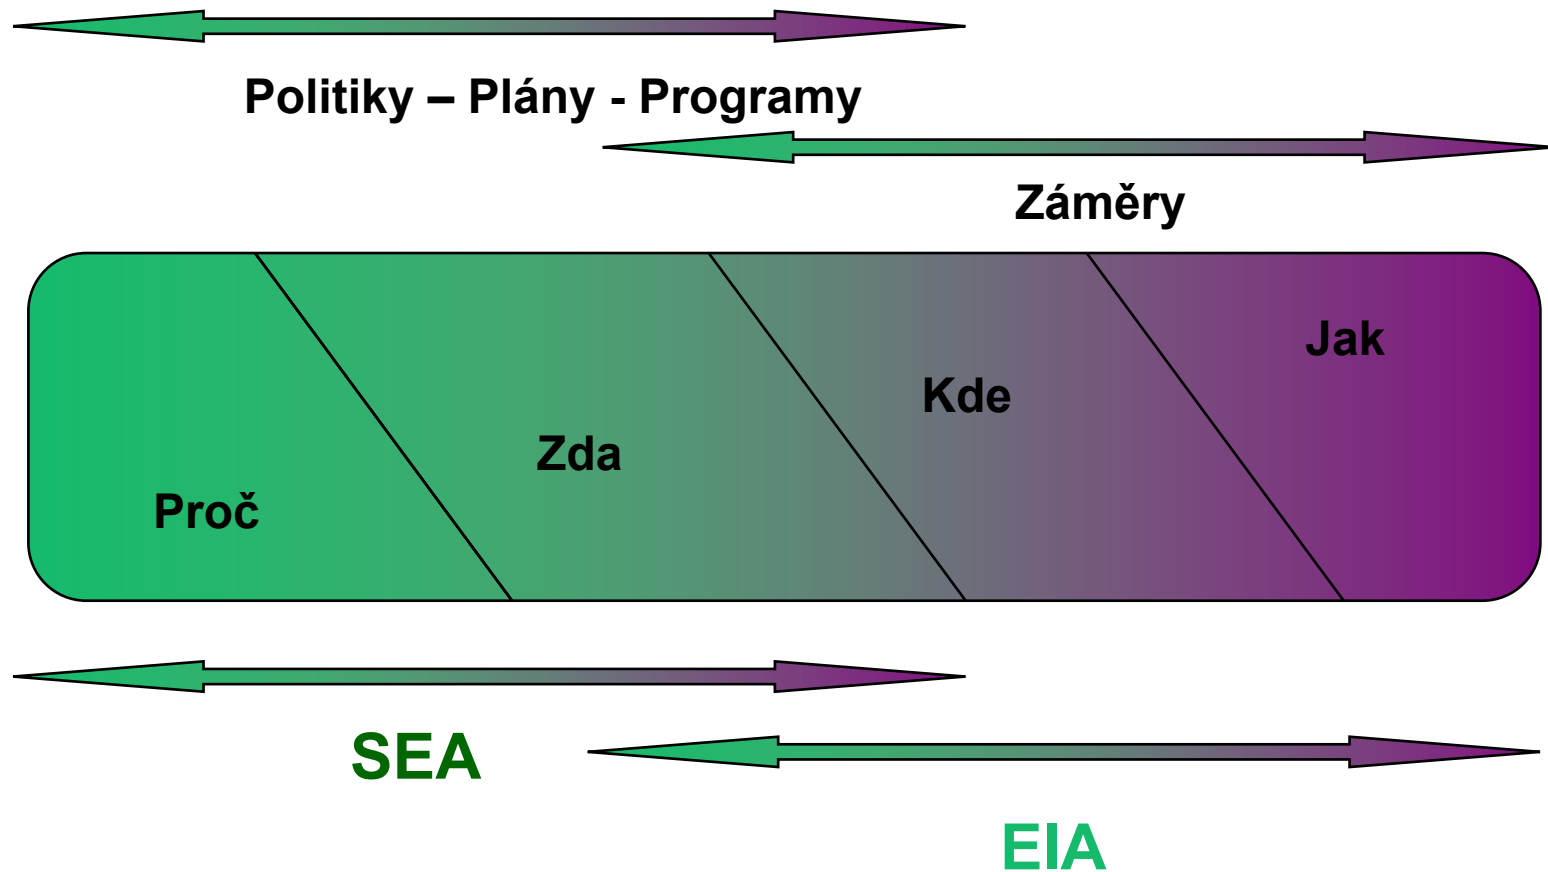 Politiky – Plány - Programy
Záměry
Jak
Kde
Zda
Proč
SEA
EIA